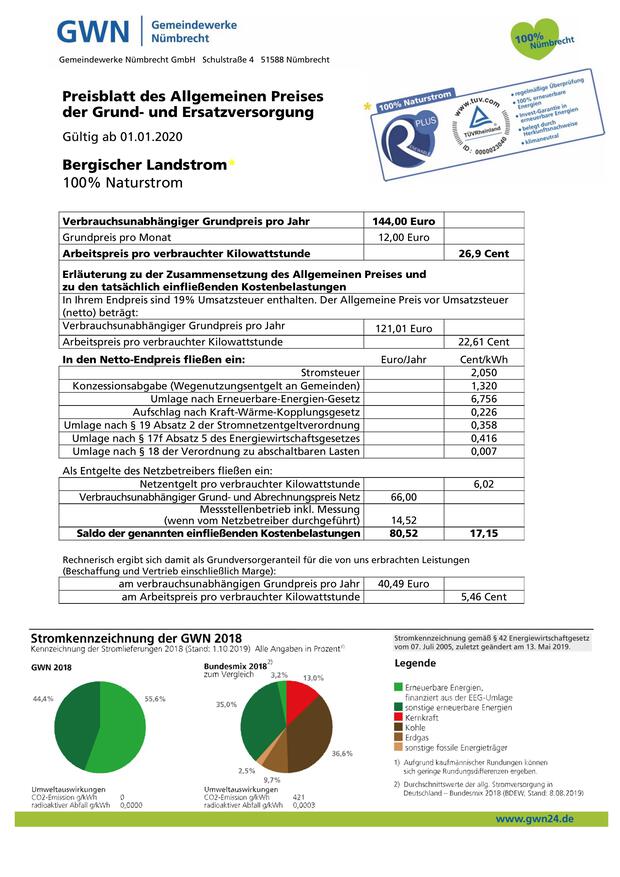 GWN Gemeindewerke
Nümbrecht
100%
Nümbrecht
Gemeindewerke Nümbrecht GmbH Schulstraße 4 51588 Nümbrecht
Preisblatt des Allgemeinen Preises
der Grund- und Ersatzversorgung
Gültig ab 01.01.2020
* 100% Naturstrom
R PLUS
RENEWABLE
www.tuv.com
TÜVRheinland
ID: 0000023040
• regelmäßige Überprüfung
• 100% erneuerbare
Energien
• Invest-Garantie in
erneuerbare Energien
• belegt durch
Herkunftsnachweise
• klimaneutral
Bergischer Landstrom*
100% Naturstrom
Verbrauchsunabhängiger Grundpreis pro Jahr 144,00 Euro
Grundpreis pro Monat 12,00 Euro
Arbeitspreis pro verbrauchter Kilowattstunde 26,9 Cent
Erläuterung zu der Zusammensetzung des Allgemeinen Preises und
zu den tatsächlich einfließenden Kostenbelastungen
In Ihrem Endpreis sind 19% Umsatzsteuer enthalten. Der Allgemeine Preis vor Umsatzsteuer
(netto) beträgt:
Verbrauchsunabhängiger Grundpreis pro Jahr 121,01 Euro
Arbeitspreis pro verbrauchter Kilowattstunde 22,61 Cent
In den Netto-Endpreis fließen ein: Euro/Jahr Cent/kWh
Stromsteuer 2,050
Konzessionsabgabe (Wegenutzungsentgelt an Gemeinden) 1,320
Umlage nach Erneuerbare-Energien-Gesetz 6,756
Aufschlag nach Kraft-Wärme-Kopplungsgesetz 0,226
Umlage nach § 19 Absatz 2 der Stromnetzentgeltverordnung 0,358
Umlage nach § 17f Absatz 5 des Energiewirtschaftsgesetzes 0,416
Umlage nach § 18 der Verordnung zu abschaltbaren Lasten 0,007
Als Entgelte des Netzbetreibers fließen ein:
Netzentgelt pro verbrauchter Kilowattstunde 6,02
Verbrauchsunabhängiger Grund- und Abrechnungspreis Netz 66,00
Messstellenbetrieb inkl. Messung
(wenn vom Netzbetreiber durchgeführt) 14,52
Saldo der genannten einfließenden Kostenbelastungen 80,52 17,15
Rechnerisch ergibt sich damit als Grundversorgeranteil für die von uns erbrachten Leistungen
(Beschaffung und Vertrieb einschließlich Marge):
am verbrauchsunabhängigen Grundpreis pro Jahr 40,49 Euro
am Arbeitspreis pro verbrauchter Kilowattstunde 5,46 Cent
Stromkennzeichnung der GWN 2018
Kennzeichnung der Stromlieferungen 2018 (Stand: 1.10.2019) Alle Angaben in Prozent1)
Stromkennzeichnung gemäß § 42 Energiewirtschaftgesetz
vom 07. Juli 2005, zuletzt geändert am 13. Mai 2019.
GWN 2018
44,4%
55,6%
Umweltauswirkungen
CO2-Emission g/kWh 0
radioaktiver Abfall g/kWh 0,0000
Bundesmix 2018 2)
zum Vergleich
3,2%
13,0%
35,0%
36,6%
2,5%
9,7%
Umweltauswirkungen
CO2-Emission g/kWh 421
radioaktiver Abfall g/kWh 0,0003
Legende
Erneuerbare Energien,
finanziert aus der EEG-Umlage
sonstige erneuerbare Energien
Kernkraft
Kohle
Erdgas
sonstige fossile Energieträger
1) Aufgrund kaufmännischer Rundungen können
sich geringe Rundungsdifferenzen ergeben.
2) Durchschnittswerte der allg. Stromversorgung in
Deutschland – Bundesmix 2018 (BDEW, Stand: 8.08.2019)
www.gwn24.de